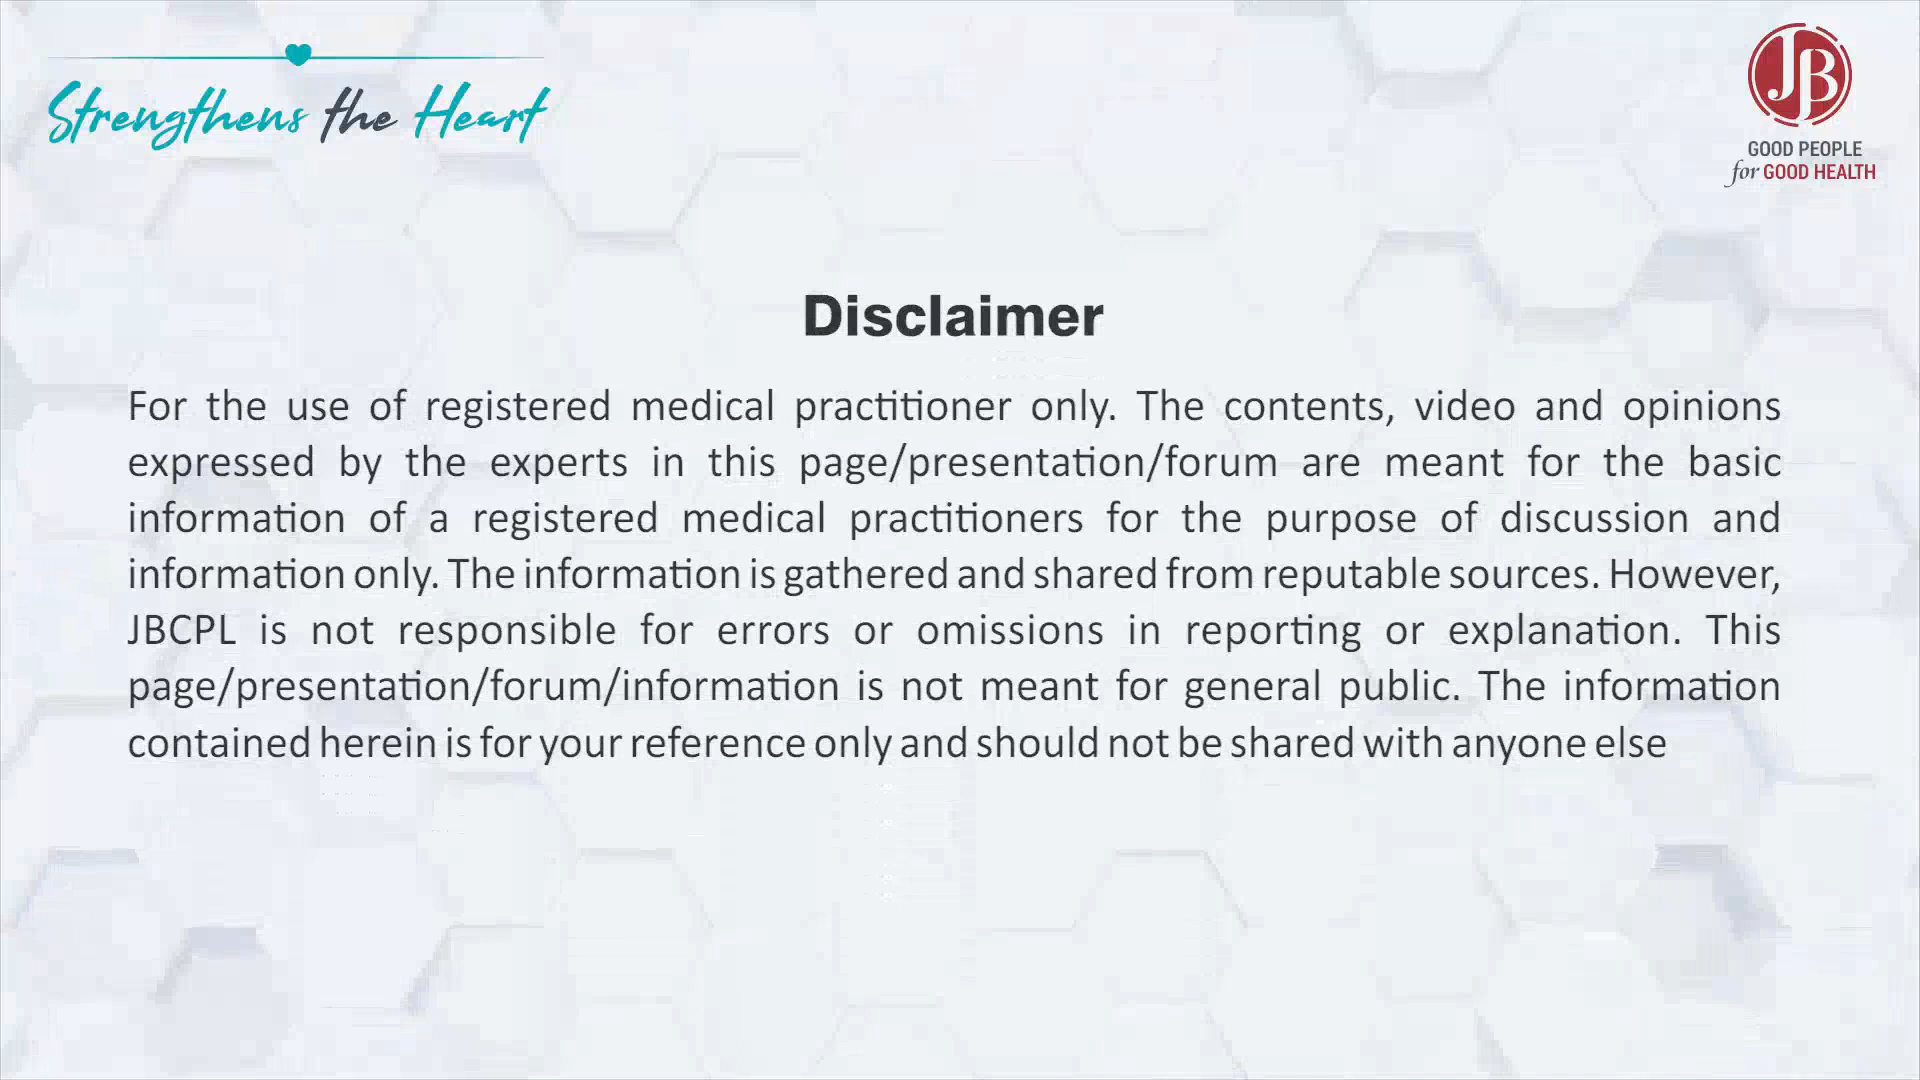 Strengthens the Heart
JB
GOOD PEOPLE
for GOOD HEALTH
Disclaimer
For the use of registered medical practitioner only. The contents, video and opinions
expressed by the experts in this page/presentation/forum are meant for the basic
information of a registered medical practitioners for the purpose of discussion and
information only. The information is gathered and shared from reputable sources. However,
JBCPL is not responsible for errors or omissions in reporting or explanation. This
page/presentation/forum/information is not meant for general public. The information
contained herein is for your reference only and should not be shared with anyone else